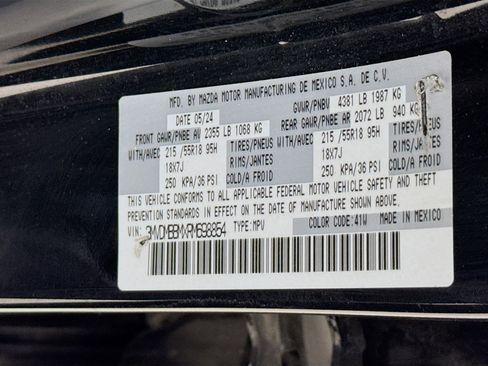 MFD. BY MAZDA MOTOR MANUFACTURING DE MEXICO S.A. DE C.V.
DATE 05/24 GVWR/PNBV 4381 LB 1987 KG
FRONT GAWR/PNBE AV 2355 LB 1068 KG REAR GAWR/PNBE AR 2072 LB 940 KG
WITH/AVEC 215 /55R18 95H TIRES/PNEUS WITH/AVEC 215 /55R18 95H TIRES/PNEUS
18X7J RIMS/JANTES 18X7J RIMS/JANTES
250 KPA/36 PSI COLD/A FROID 250 KPA/36 PSI COLD/A FROID
THIS VEHICLE CONFORMS TO ALL APPLICABLE FEDERAL MOTOR VEHICLE SAFETY AND THEFT
PREVENTION STANDARDS IN EFFECT ON THE DATE OF MANUFACTURE SHOWN ABOVE.
VIN: TYPE:MPV COLOR CODE:41W MADE IN MEXICO